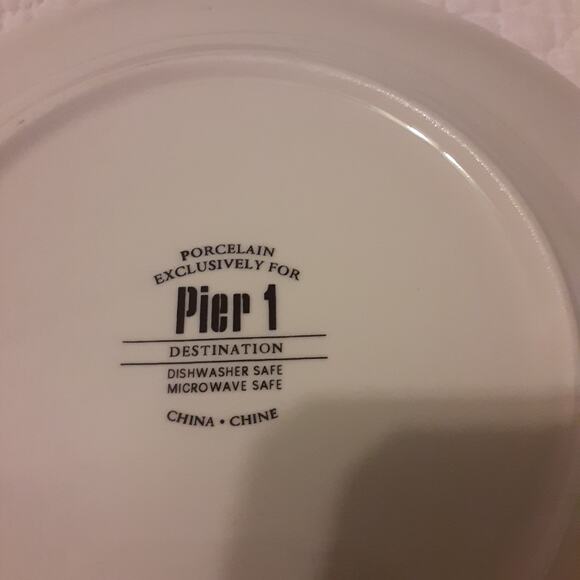 PORCELAIN
EXCLUSIVELY FOR
Pier 1
DESTINATION
DISHWASHER SAFE
MICROWAVE SAFE
CHINA • CHINE